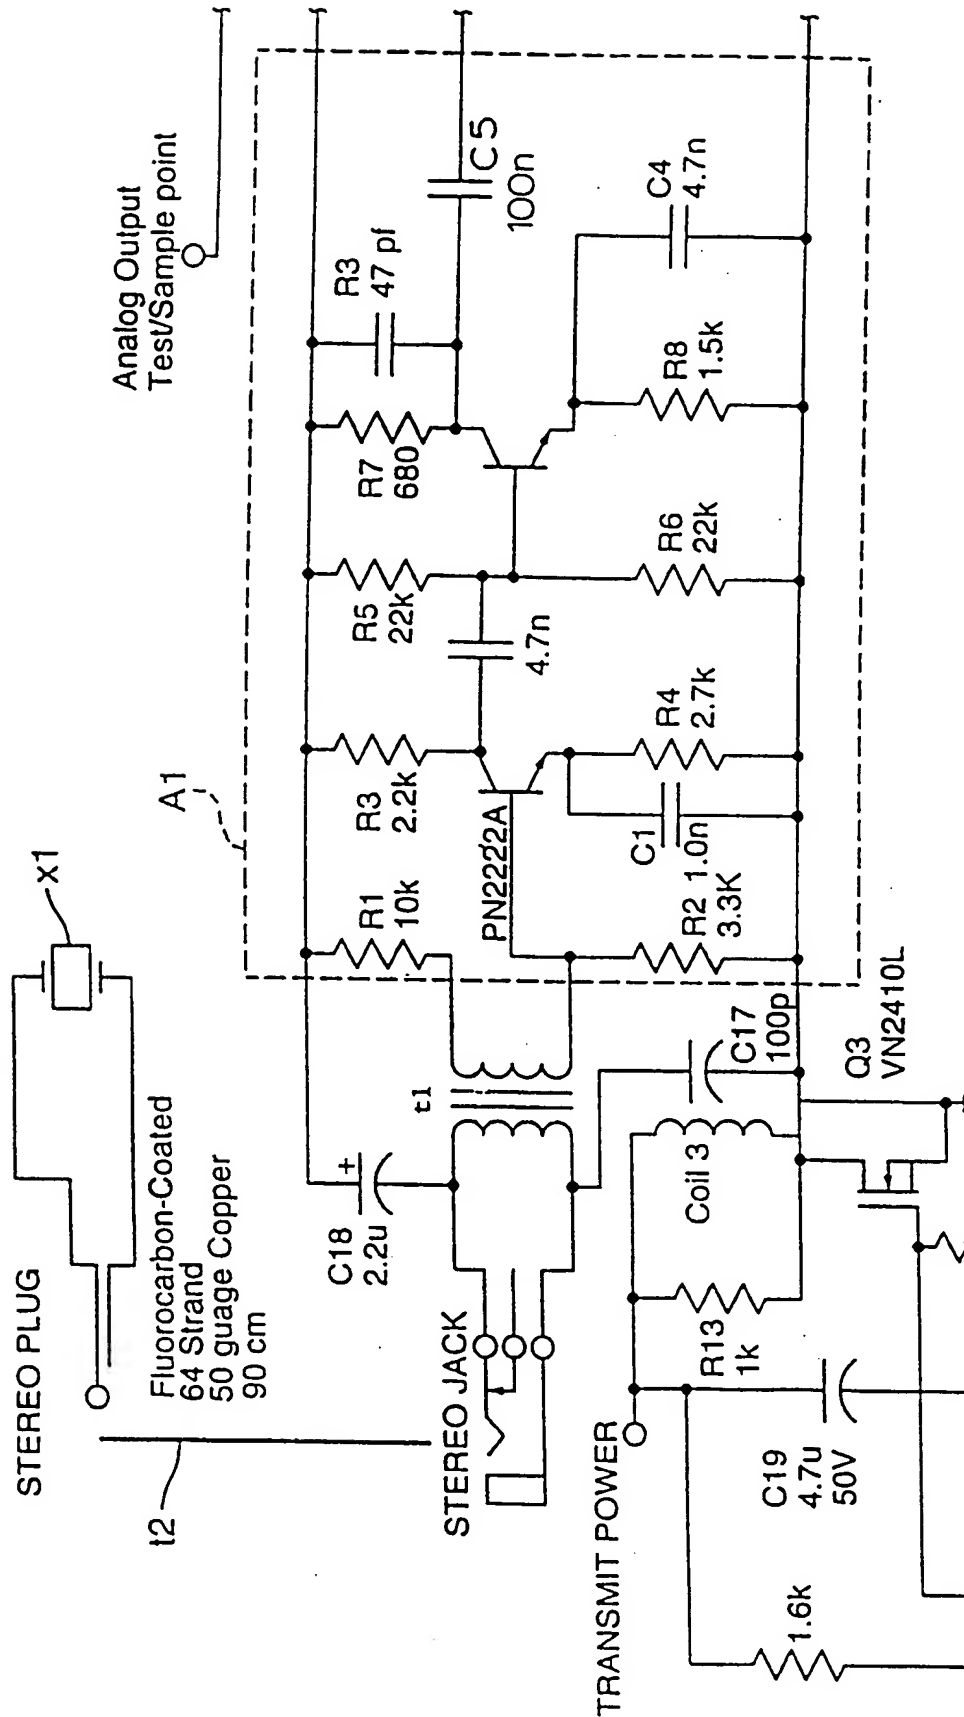 STEREO PLUG
x1
Fluorocarbon-Coated
64 Strand
50 guage Copper
90 cm
t2
A1
Analog Output
Test/Sample point
STEREO JACK
C18
2.2u
+
t1
R1
10k
R3
2.2k
R5
22k
R7
680
R3
47 pf
C5
100n
PN2222A
4.7n
R2
3.3K
C1
1.0n
R4
2.7k
R6
22k
R8
1.5k
C4
4.7n
TRANSMIT POWER
1.6k
C19
4.7u
50V
R13
1k
Coil 3
C17
100p
Q3
VN2410L